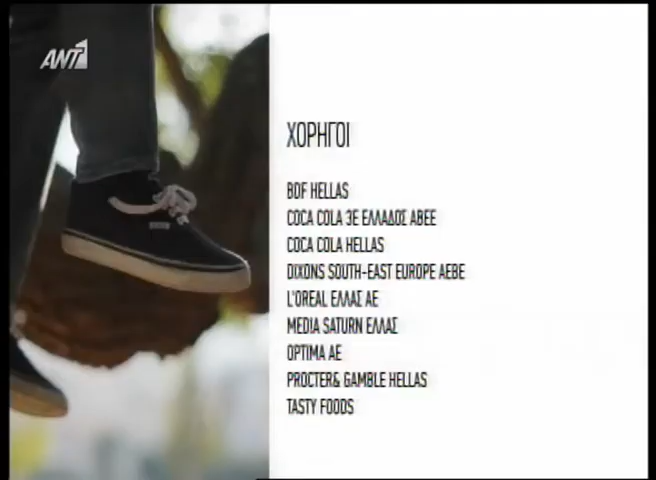 ANT1
ΧΟΡΗΓΟΙ
BDF HELLAS
COCA COLA 3E ΕΛΛΑΔΟΣ ΑΒΕΕ
COCA COLA HELLAS
DIXONS SOUTH-EAST EUROPE ΑΕΒΕ
L'OREAL ΕΛΛΑΣ ΑΕ
MEDIA SATURN ΕΛΛΑΣ
OPTIMA ΑΕ
PROCTER& GAMBLE HELLAS
TASTY FOODS